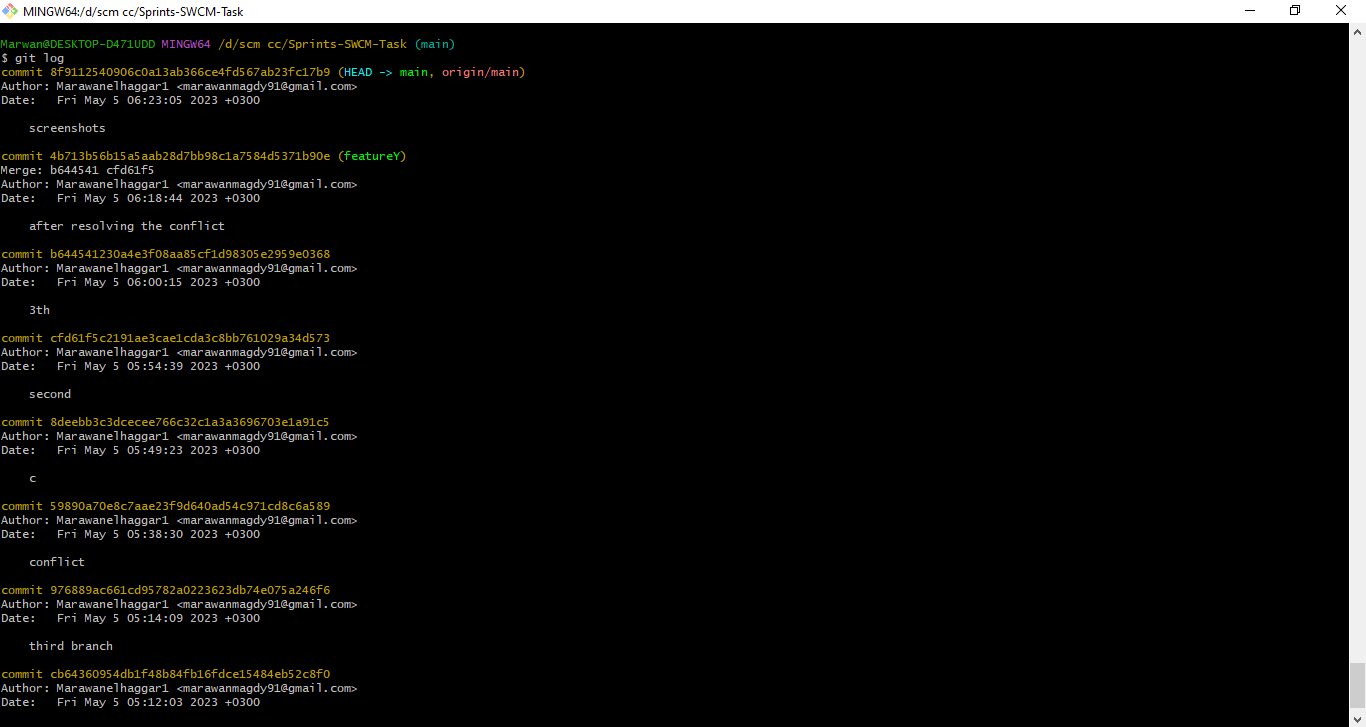 MINGW64:/d/scm cc/Sprints-SWCM-Task
Marwan@DESKTOP-D471UDD MINGW64 /d/scm cc/Sprints-SWCM-Task (main)
$ git log
commit 8f9112540906c0a13ab366ce4fd567ab23fc17b9 (HEAD -> main, origin/main)
Author: Marawanelhaggar1 <marawanmagdy91@gmail.com>
Date:   Fri May 5 06:23:05 2023 +0300
screenshots
commit 4b713b56b15a5aab28d7bb98c1a7584d5371b90e (featureY)
Merge: b644541 cfd61f5
Author: Marawanelhaggar1 <marawanmagdy91@gmail.com>
Date:   Fri May 5 06:18:44 2023 +0300
after resolving the conflict
commit b644541230a4e3f08aa85cf1d98305e2959e0368
Author: Marawanelhaggar1 <marawanmagdy91@gmail.com>
Date:   Fri May 5 06:00:15 2023 +0300
3th
commit cfd61f5c2191ae3cae1cda3c8bb761029a34d573
Author: Marawanelhaggar1 <marawanmagdy91@gmail.com>
Date:   Fri May 5 05:54:39 2023 +0300
second
commit 8deebb3c3dcecee766c32c1a3a3696703e1a91c5
Author: Marawanelhaggar1 <marawanmagdy91@gmail.com>
Date:   Fri May 5 05:49:23 2023 +0300
c
commit 59890a70e8c7aae23f9d640ad54c971cd8c6a589
Author: Marawanelhaggar1 <marawanmagdy91@gmail.com>
Date:   Fri May 5 05:38:30 2023 +0300
conflict
commit 976889ac661cd95782a0223623db74e075a246f6
Author: Marawanelhaggar1 <marawanmagdy91@gmail.com>
Date:   Fri May 5 05:14:09 2023 +0300
third branch
commit cb64360954db1f48b84fb16fdce15484eb52c8f0
Author: Marawanelhaggar1 <marawanmagdy91@gmail.com>
Date:   Fri May 5 05:12:03 2023 +0300